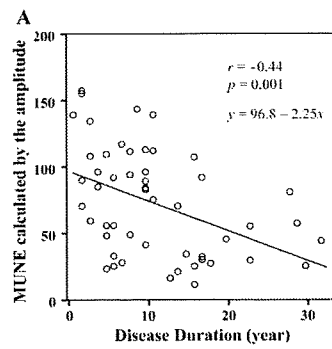 A
200
150
100
50
0
MUNE calculated by the amplitude
r = -0.44
p = 0.001
y = 96.8 – 2.25x
0 10 20 30
Disease Duration (year)